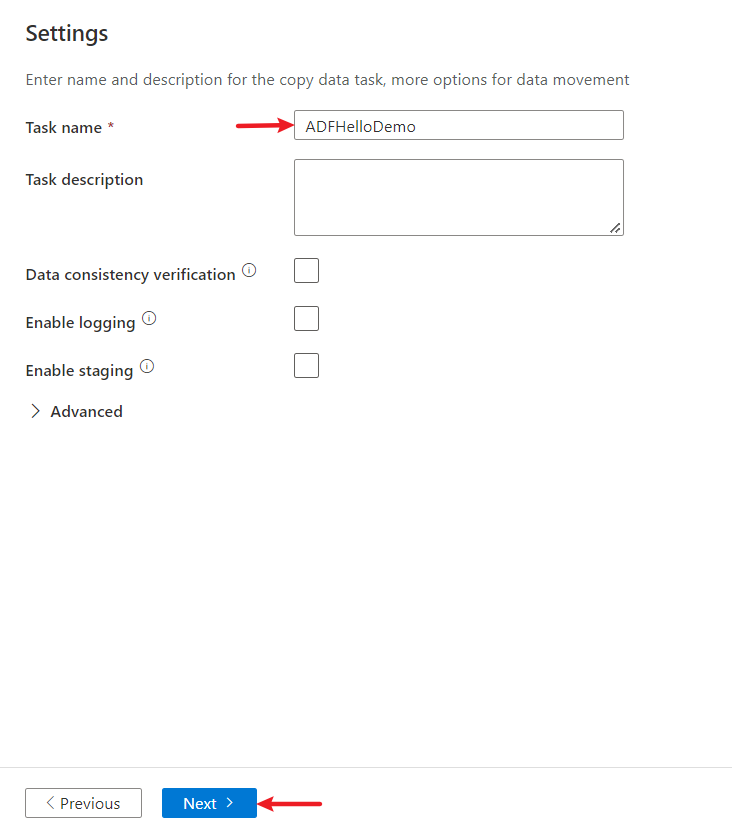 Settings
Enter name and description for the copy data task, more options for data movement
Task name *
ADFHelloDemo
Task description
Data consistency verification
Enable logging
Enable staging
Advanced
Previous
Next